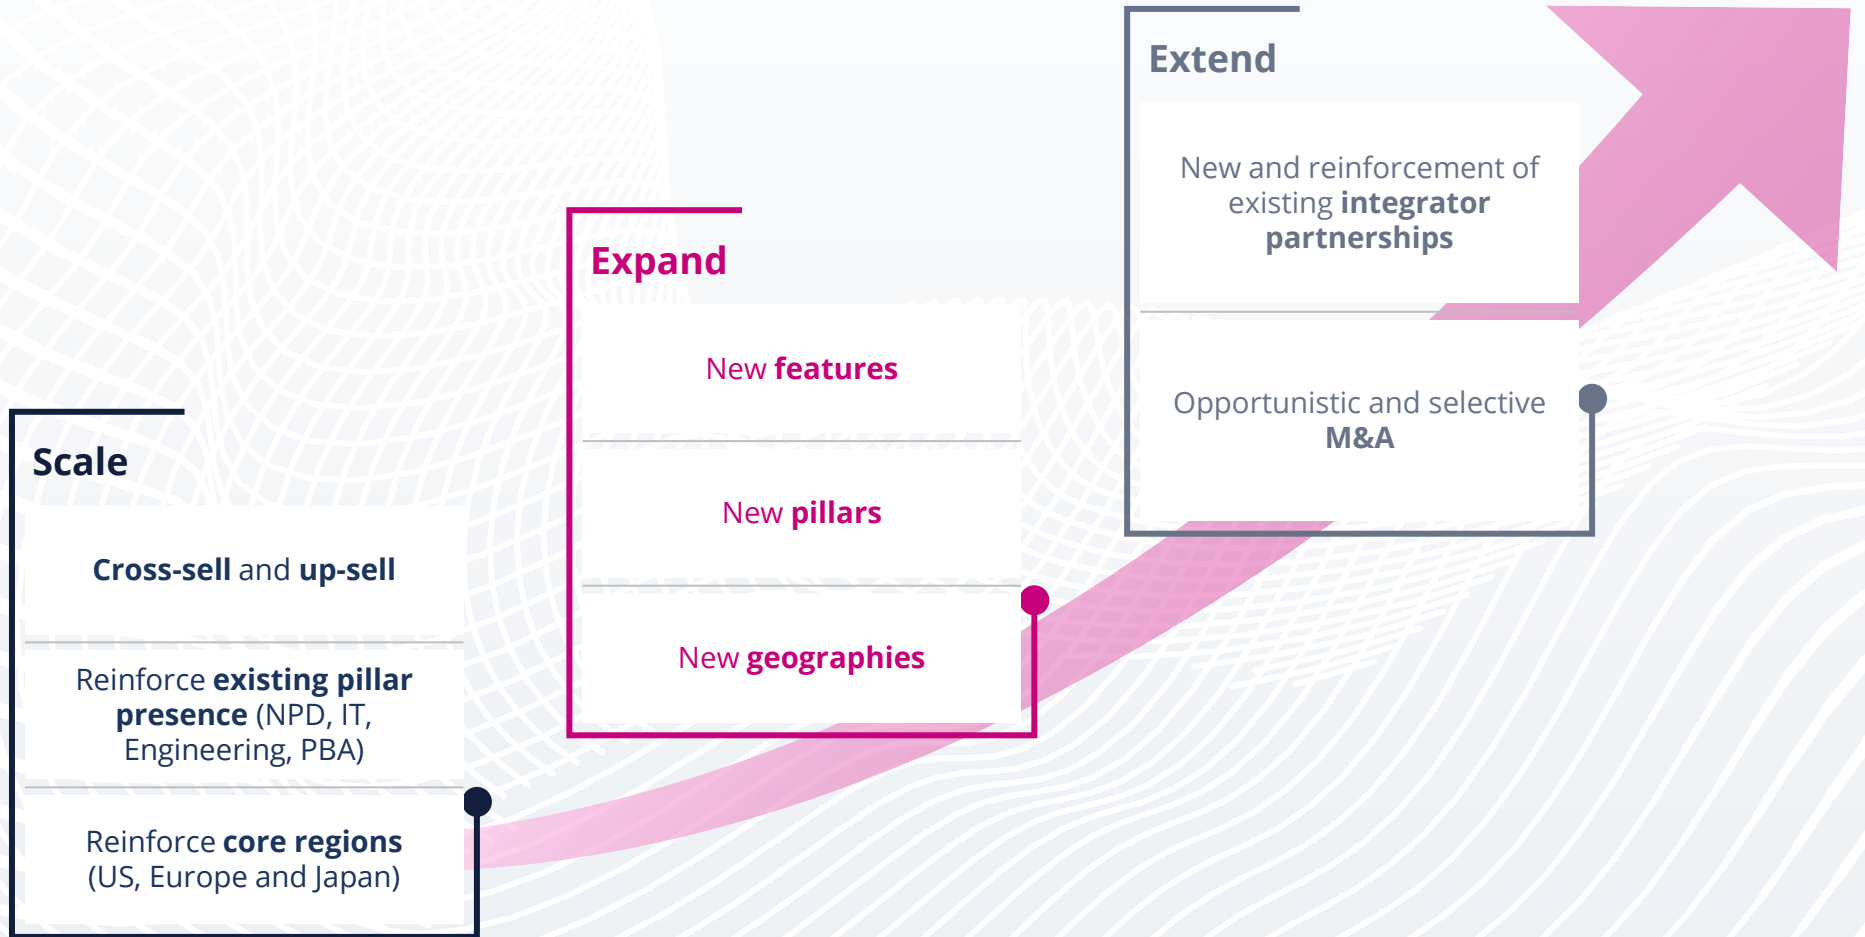 Scale
Cross-sell and up-sell
Reinforce existing pillar
presence (NPD, IT,
Engineering, PBA)
Reinforce core regions
(US, Europe and Japan)
Expand
New features
New pillars
New geographies
Extend
New and reinforcement of
existing integrator
partnerships
Opportunistic and selective
M&A